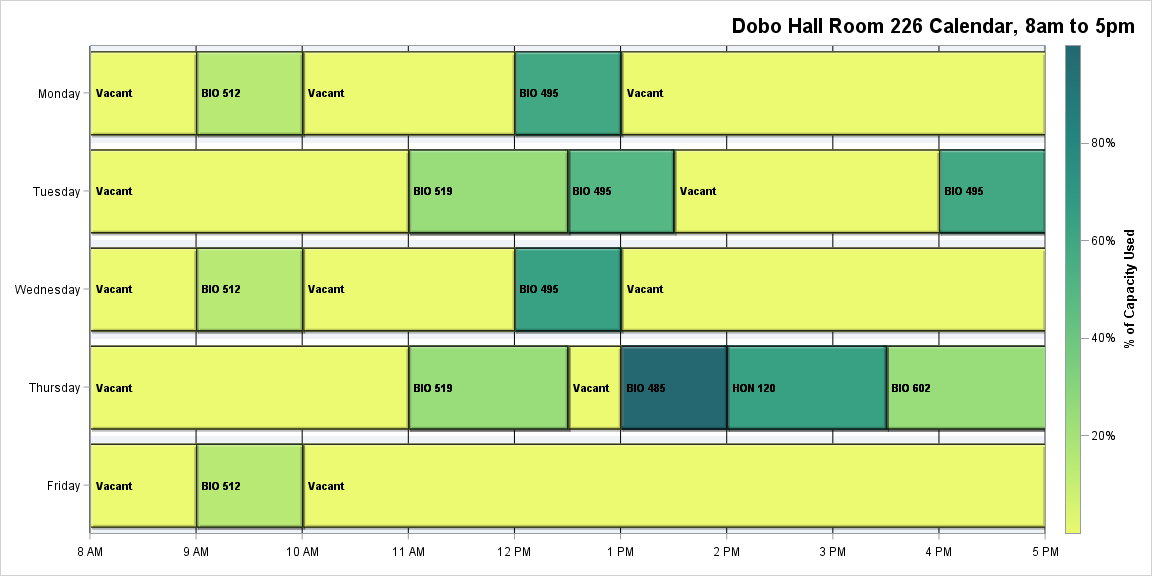 Dobo Hall Room 226 Calendar, 8am to 5pm
Monday
Vacant
BIO 512
Vacant
BIO 495
Vacant
Tuesday
Vacant
BIO 519
BIO 495
Vacant
BIO 495
Wednesday
Vacant
BIO 512
Vacant
BIO 495
Vacant
Thursday
Vacant
BIO 519
Vacant
BIO 485
HON 120
BIO 602
Friday
Vacant
BIO 512
Vacant
8 AM
9 AM
10 AM
11 AM
12 PM
1 PM
2 PM
3 PM
4 PM
5 PM
80%
60%
40%
20%
% of Capacity Used